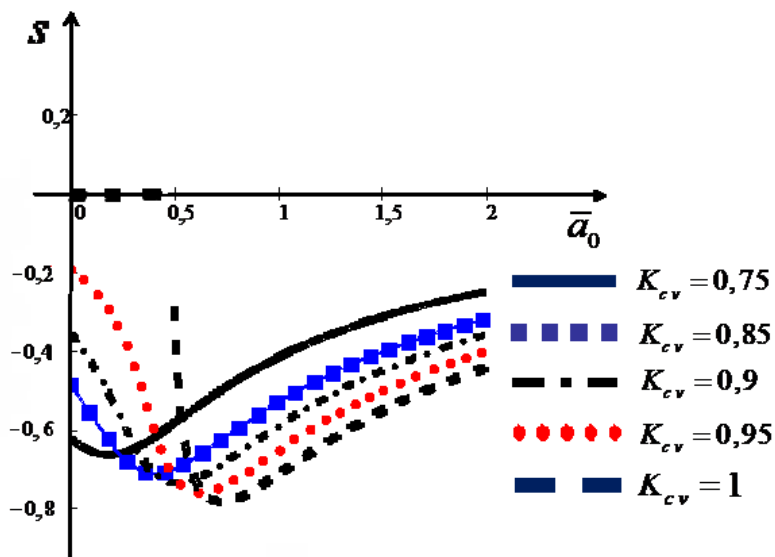 S
0,2
0
0,5
1
1,5
2
a̅₀
−0,2
−0,4
−0,6
−0,8
K_cv = 0,75
K_cv = 0,85
K_cv = 0,9
K_cv = 0,95
K_cv = 1